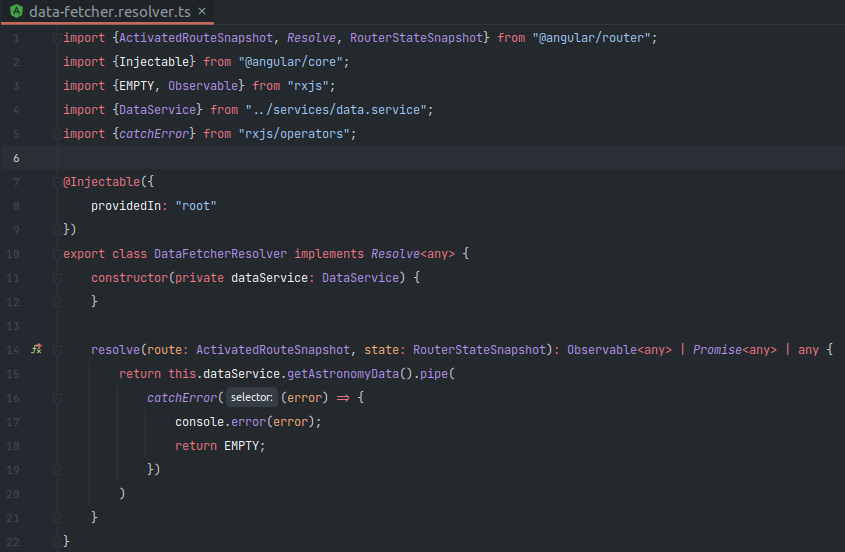 data-fetcher.resolver.ts ×
1 import {ActivatedRouteSnapshot, Resolve, RouterStateSnapshot} from "@angular/router";
2 import {Injectable} from "@angular/core";
3 import {EMPTY, Observable} from "rxjs";
4 import {DataService} from "../services/data.service";
5 import {catchError} from "rxjs/operators";
6
7 @Injectable({
8     providedIn: "root"
9 })
10 export class DataFetcherResolver implements Resolve<any> {
11     constructor(private dataService: DataService) {
12     }
13
14     resolve(route: ActivatedRouteSnapshot, state: RouterStateSnapshot): Observable<any> | Promise<any> | any {
15         return this.dataService.getAstronomyData().pipe(
16             catchError( selector: (error) => {
17                 console.error(error);
18                 return EMPTY;
19             })
20         )
21     }
22 }